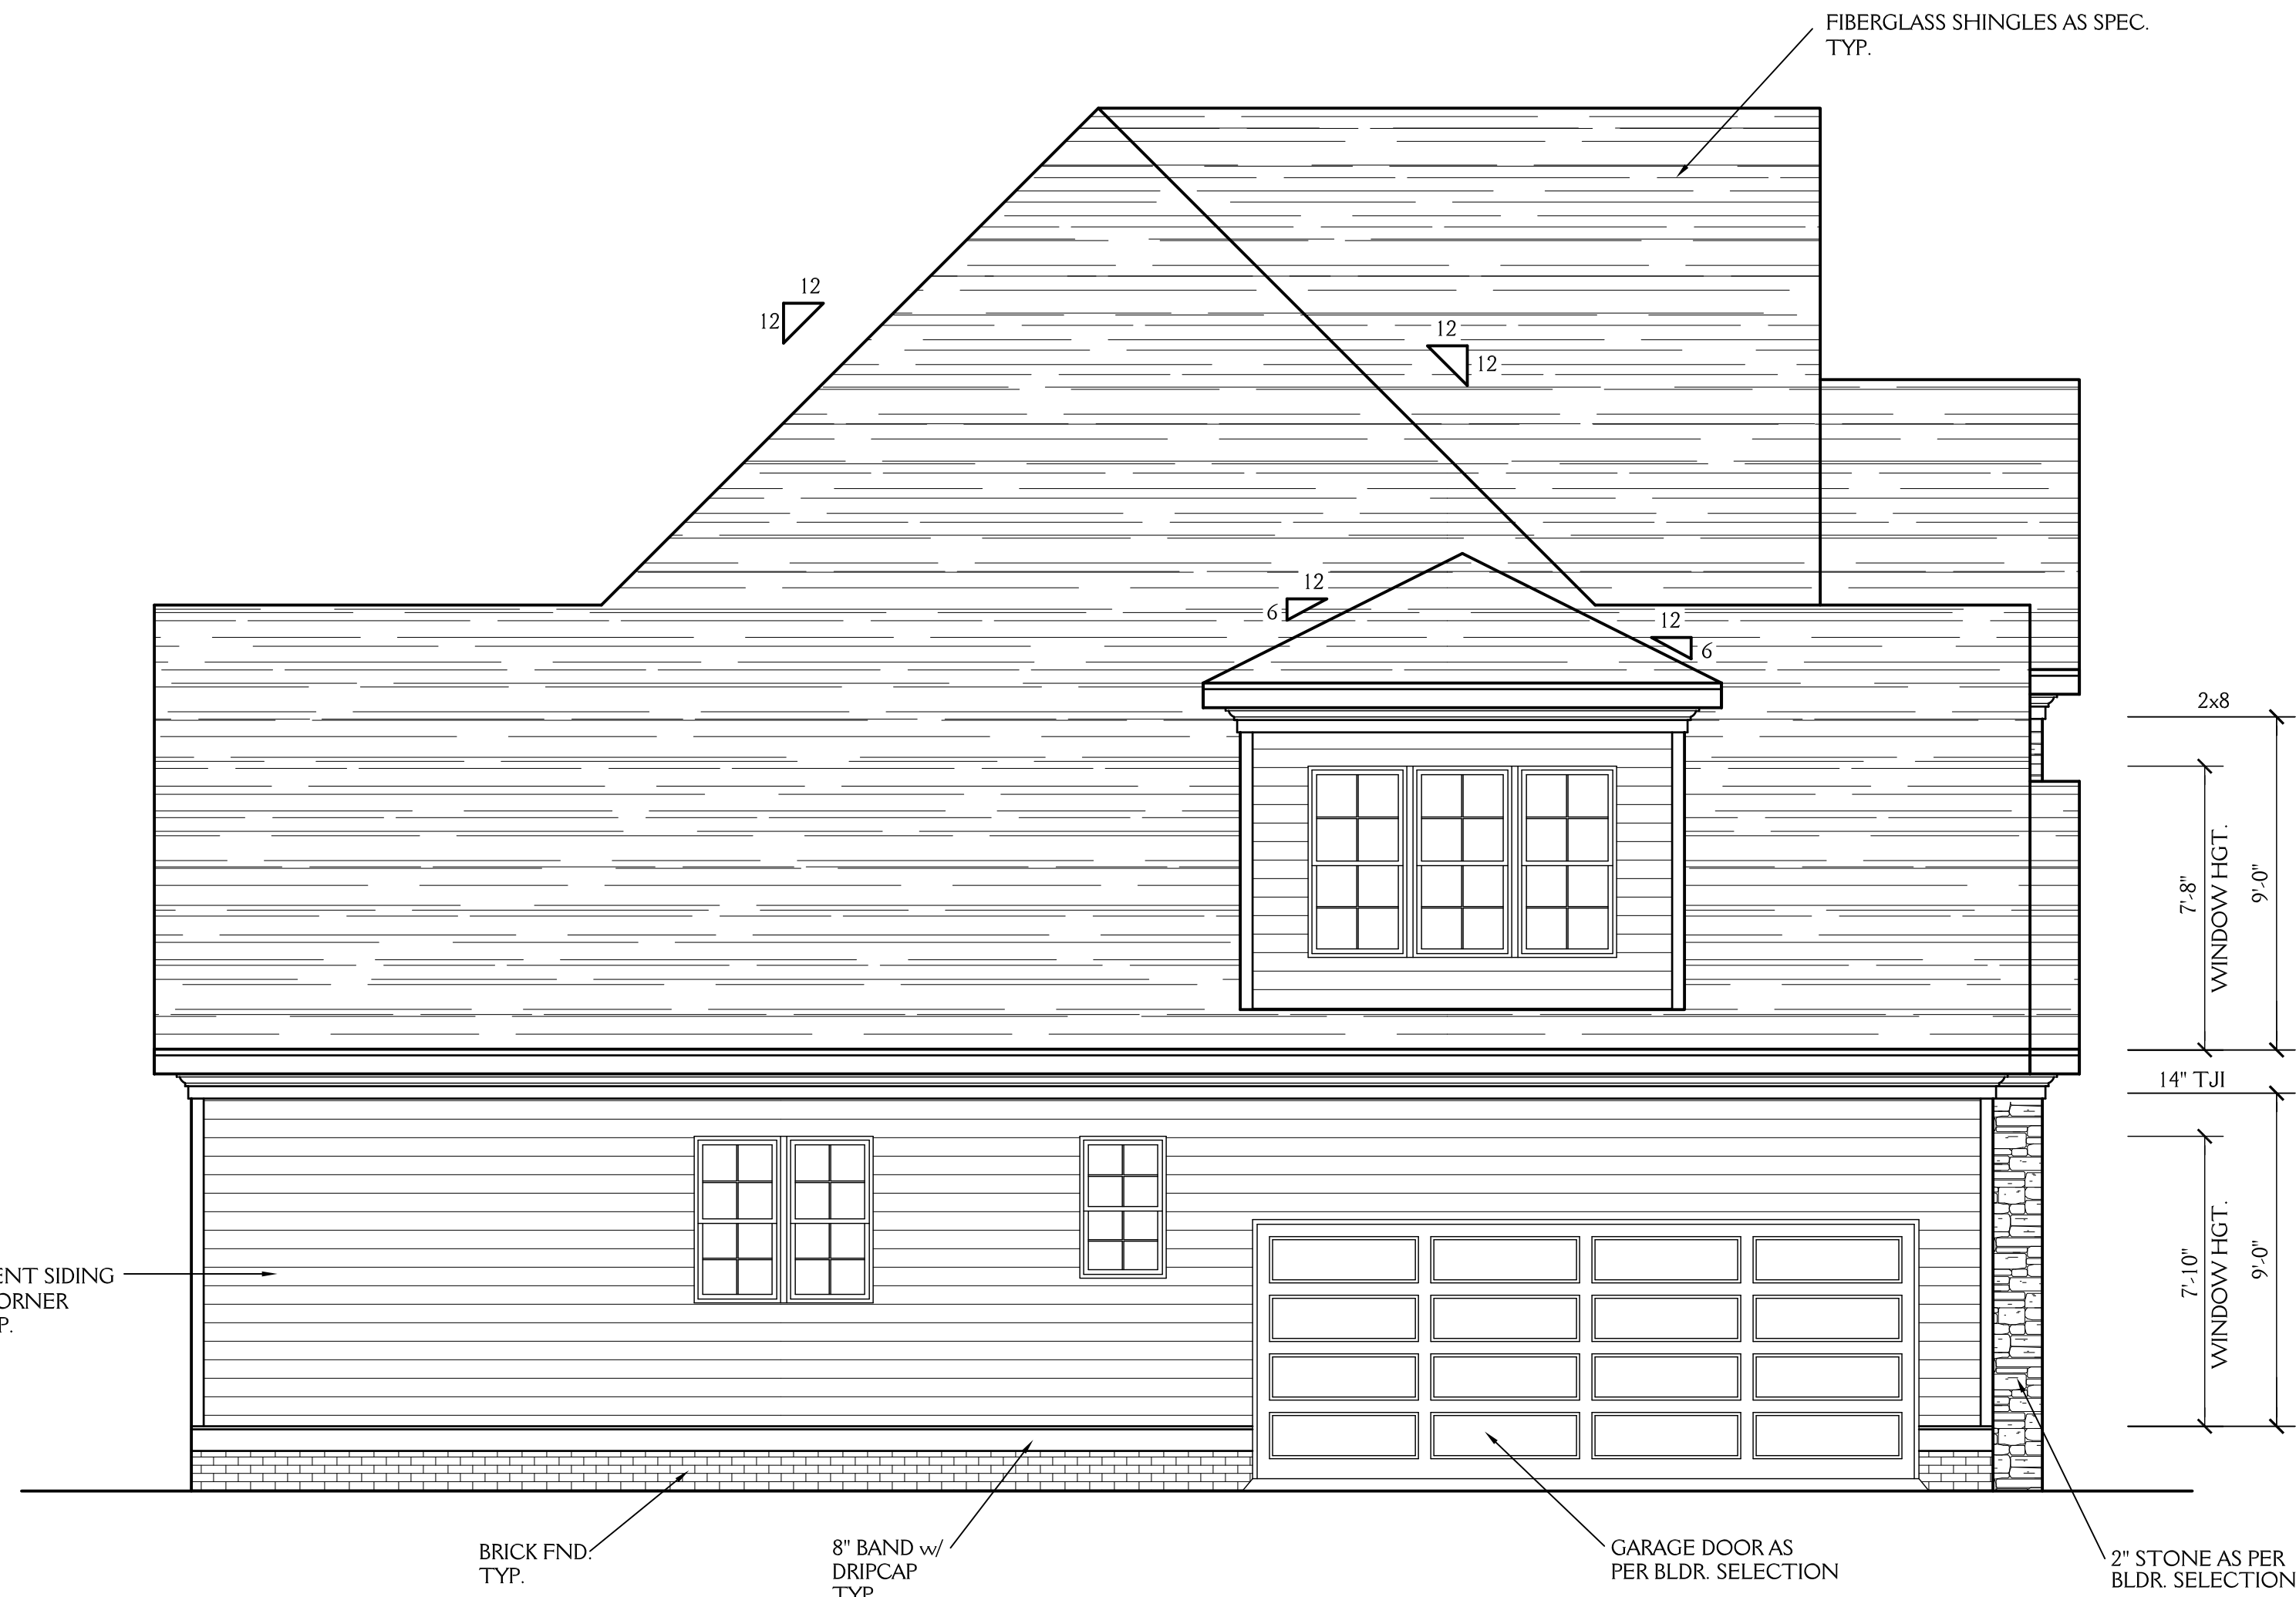 FIBERGLASS SHINGLES AS SPEC.
TYP.
12
12
12
12
12
6
12
6
2x8
7'-8"
WINDOW HGT.
9'-0"
14" TJI
7'-10"
WINDOW HGT.
9'-0"
ENT SIDING
ORNER
P.
BRICK FND.
TYP.
8" BAND w/
DRIPCAP
TYP
GARAGE DOOR AS
PER BLDR. SELECTION
2" STONE AS PER
BLDR. SELECTION